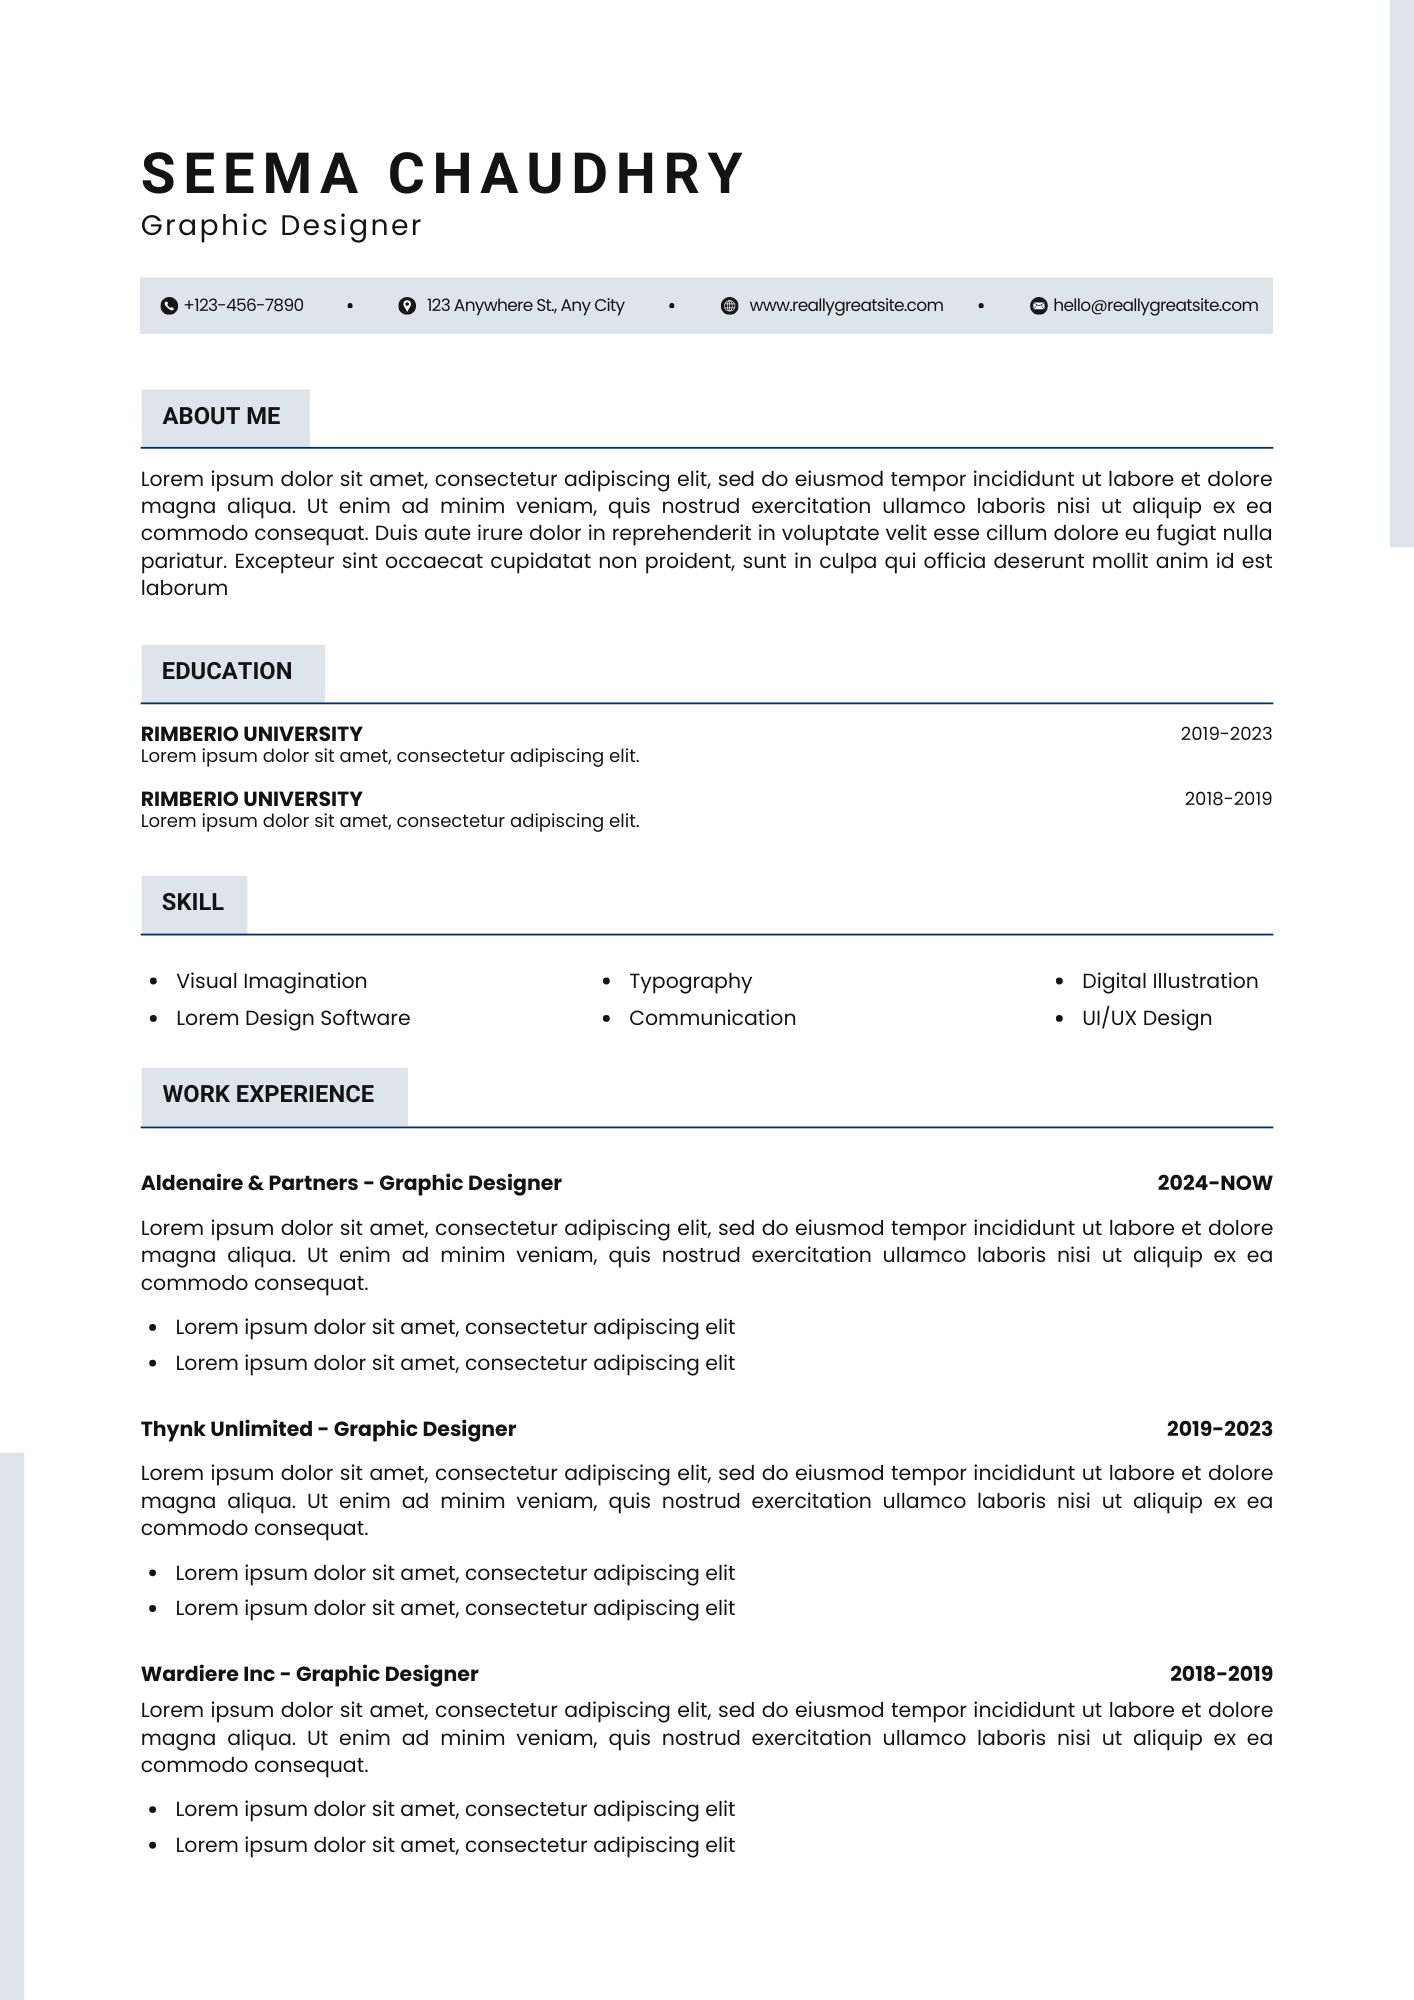 SEEMA CHAUDHRY
Graphic Designer
+123-456-7890 • 123 Anywhere St., Any City • www.reallygreatsite.com • hello@reallygreatsite.com
ABOUT ME
Lorem ipsum dolor sit amet, consectetur adipiscing elit, sed do eiusmod tempor incididunt ut labore et dolore
magna aliqua. Ut enim ad minim veniam, quis nostrud exercitation ullamco laboris nisi ut aliquip ex ea
commodo consequat. Duis aute irure dolor in reprehenderit in voluptate velit esse cillum dolore eu fugiat nulla
pariatur. Excepteur sint occaecat cupidatat non proident, sunt in culpa qui officia deserunt mollit anim id est
laborum
EDUCATION
RIMBERIO UNIVERSITY 2019-2023
Lorem ipsum dolor sit amet, consectetur adipiscing elit.
RIMBERIO UNIVERSITY 2018-2019
Lorem ipsum dolor sit amet, consectetur adipiscing elit.
SKILL
• Visual Imagination • Typography • Digital Illustration
• Lorem Design Software • Communication • UI/UX Design
WORK EXPERIENCE
Aldenaire & Partners - Graphic Designer 2024-NOW
Lorem ipsum dolor sit amet, consectetur adipiscing elit, sed do eiusmod tempor incididunt ut labore et dolore
magna aliqua. Ut enim ad minim veniam, quis nostrud exercitation ullamco laboris nisi ut aliquip ex ea
commodo consequat.
• Lorem ipsum dolor sit amet, consectetur adipiscing elit
• Lorem ipsum dolor sit amet, consectetur adipiscing elit
Thynk Unlimited - Graphic Designer 2019-2023
Lorem ipsum dolor sit amet, consectetur adipiscing elit, sed do eiusmod tempor incididunt ut labore et dolore
magna aliqua. Ut enim ad minim veniam, quis nostrud exercitation ullamco laboris nisi ut aliquip ex ea
commodo consequat.
• Lorem ipsum dolor sit amet, consectetur adipiscing elit
• Lorem ipsum dolor sit amet, consectetur adipiscing elit
Wardiere Inc - Graphic Designer 2018-2019
Lorem ipsum dolor sit amet, consectetur adipiscing elit, sed do eiusmod tempor incididunt ut labore et dolore
magna aliqua. Ut enim ad minim veniam, quis nostrud exercitation ullamco laboris nisi ut aliquip ex ea
commodo consequat.
• Lorem ipsum dolor sit amet, consectetur adipiscing elit
• Lorem ipsum dolor sit amet, consectetur adipiscing elit